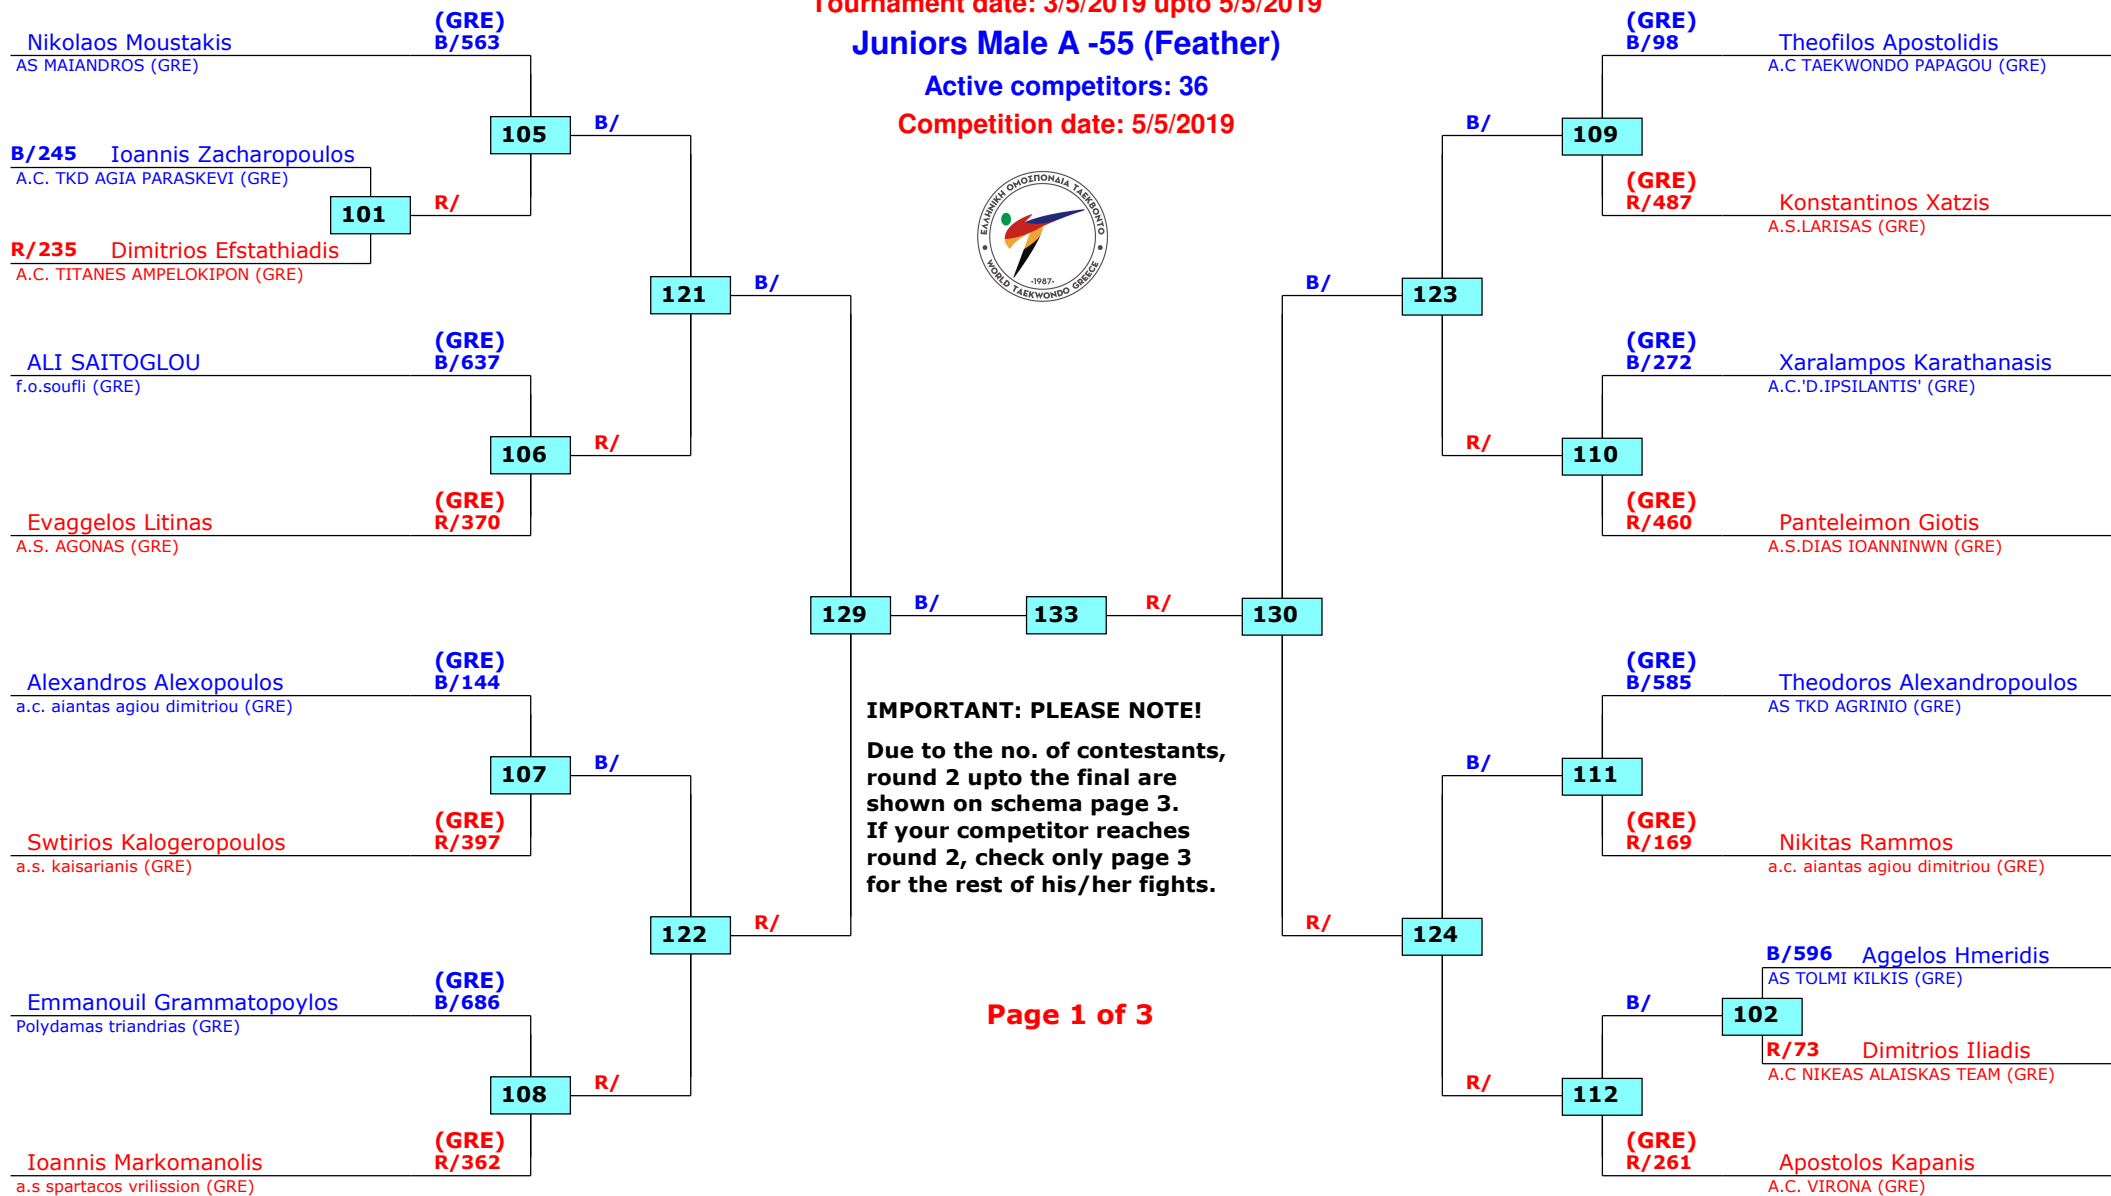 Tournament date: 3/5/2019 upto 5/5/2019
Juniors Male A -55 (Feather)
Active competitors: 36
Competition date: 5/5/2019
ΕΛΛΗΝΙΚΗ ΟΜΟΣΠΟΝΔΙΑ ΤΑΕΚΒΟΝΤΟ
·1987·
WORLD TAEKWONDO GREECE
(GRE)
Nikolaos Moustakis B/563
AS MAIANDROS (GRE)
105 B/
B/245 Ioannis Zacharopoulos
A.C. TKD AGIA PARASKEVI (GRE)
101 R/
R/235 Dimitrios Efstathiadis
A.C. TITANES AMPELOKIPON (GRE)
121 B/
(GRE)
ALI SAITOGLOU B/637
f.o.soufli (GRE)
106 R/
(GRE)
Evaggelos Litinas R/370
A.S. AGONAS (GRE)
129 B/ 133 R/ 130
(GRE)
Alexandros Alexopoulos B/144
a.c. aiantas agiou dimitriou (GRE)
107 B/
(GRE)
Swtirios Kalogeropoulos R/397
a.s. kaisarianis (GRE)
122 R/
(GRE)
Emmanouil Grammatopoylos B/686
Polydamas triandrias (GRE)
108 R/
(GRE)
Ioannis Markomanolis R/362
a.s spartacos vrilission (GRE)
IMPORTANT: PLEASE NOTE!
Due to the no. of contestants,
round 2 upto the final are
shown on schema page 3.
If your competitor reaches
round 2, check only page 3
for the rest of his/her fights.
Page 1 of 3
(GRE)
B/98 Theofilos Apostolidis
A.C TAEKWONDO PAPAGOU (GRE)
B/ 109
(GRE)
R/487 Konstantinos Xatzis
A.S.LARISAS (GRE)
B/ 123
(GRE)
B/272 Xaralampos Karathanasis
A.C.'D.IPSILANTIS' (GRE)
R/ 110
(GRE)
R/460 Panteleimon Giotis
A.S.DIAS IOANNINWN (GRE)
(GRE)
B/585 Theodoros Alexandropoulos
AS TKD AGRINIO (GRE)
B/ 111
(GRE)
R/169 Nikitas Rammos
a.c. aiantas agiou dimitriou (GRE)
R/ 124
B/596 Aggelos Hmeridis
AS TOLMI KILKIS (GRE)
B/ 102
R/73 Dimitrios Iliadis
A.C NIKEAS ALAISKAS TEAM (GRE)
R/ 112
(GRE)
R/261 Apostolos Kapanis
A.C. VIRONA (GRE)